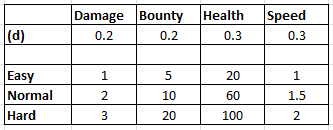 Damage Bounty Health Speed
(d) 0.2 0.2 0.3 0.3
Easy 1 5 20 1
Normal 2 10 60 1.5
Hard 3 20 100 2